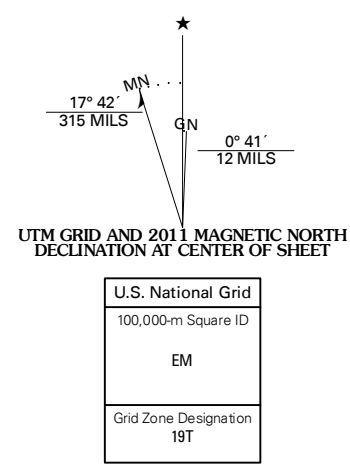 ★
MN
17° 42´
315 MILS
GN
0° 41´
12 MILS
UTM GRID AND 2011 MAGNETIC NORTH
DECLINATION AT CENTER OF SHEET
U.S. National Grid
100,000-m Square ID
EM
Grid Zone Designation
19T